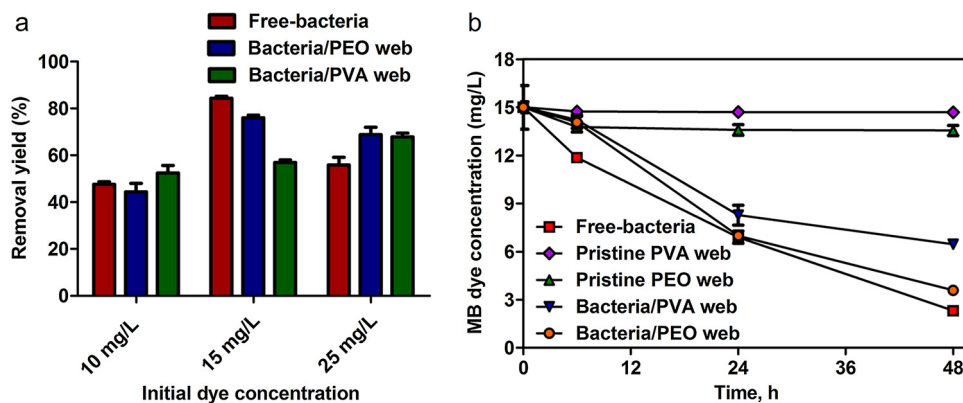 a
Free-bacteria
Bacteria/PEO web
Bacteria/PVA web
Removal yield (%)
100
80
60
40
20
0
10 mg/L
15 mg/L
25 mg/L
Initial dye concentration
b
MB dye concentration (mg/L)
18
15
12
9
6
3
0
Free-bacteria
Pristine PVA web
Pristine PEO web
Bacteria/PVA web
Bacteria/PEO web
0
12
24
36
48
Time, h